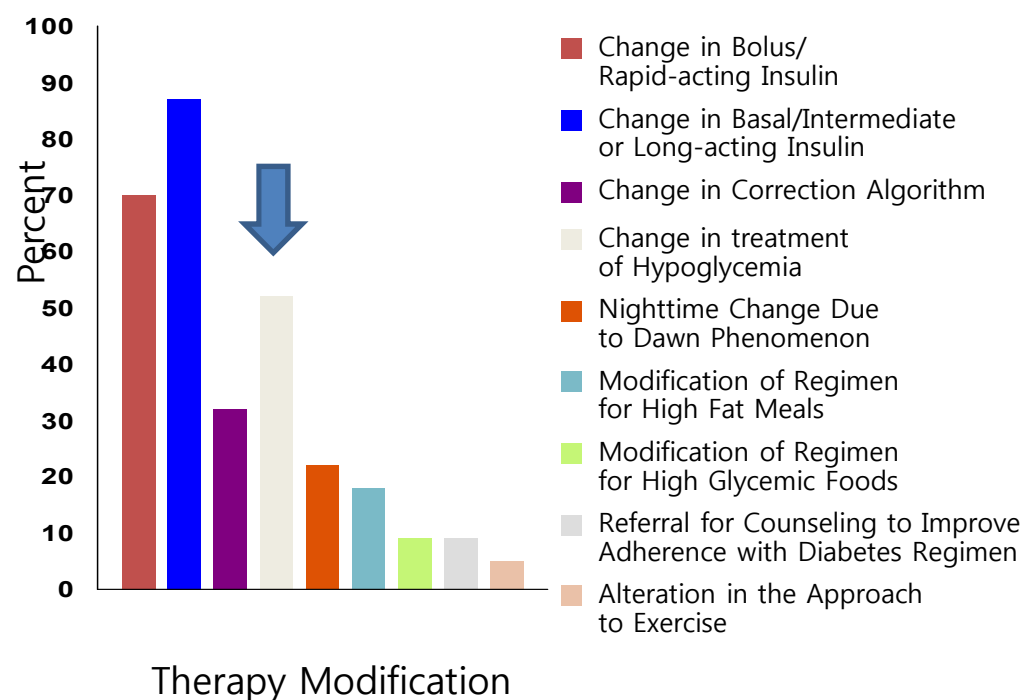 100
90
80
70
60
50
40
30
20
10
0
Percent
Therapy Modification
Change in Bolus/
Rapid-acting Insulin
Change in Basal/Intermediate
or Long-acting Insulin
Change in Correction Algorithm
Change in treatment
of Hypoglycemia
Nighttime Change Due
to Dawn Phenomenon
Modification of Regimen
for High Fat Meals
Modification of Regimen
for High Glycemic Foods
Referral for Counseling to Improve
Adherence with Diabetes Regimen
Alteration in the Approach
to Exercise